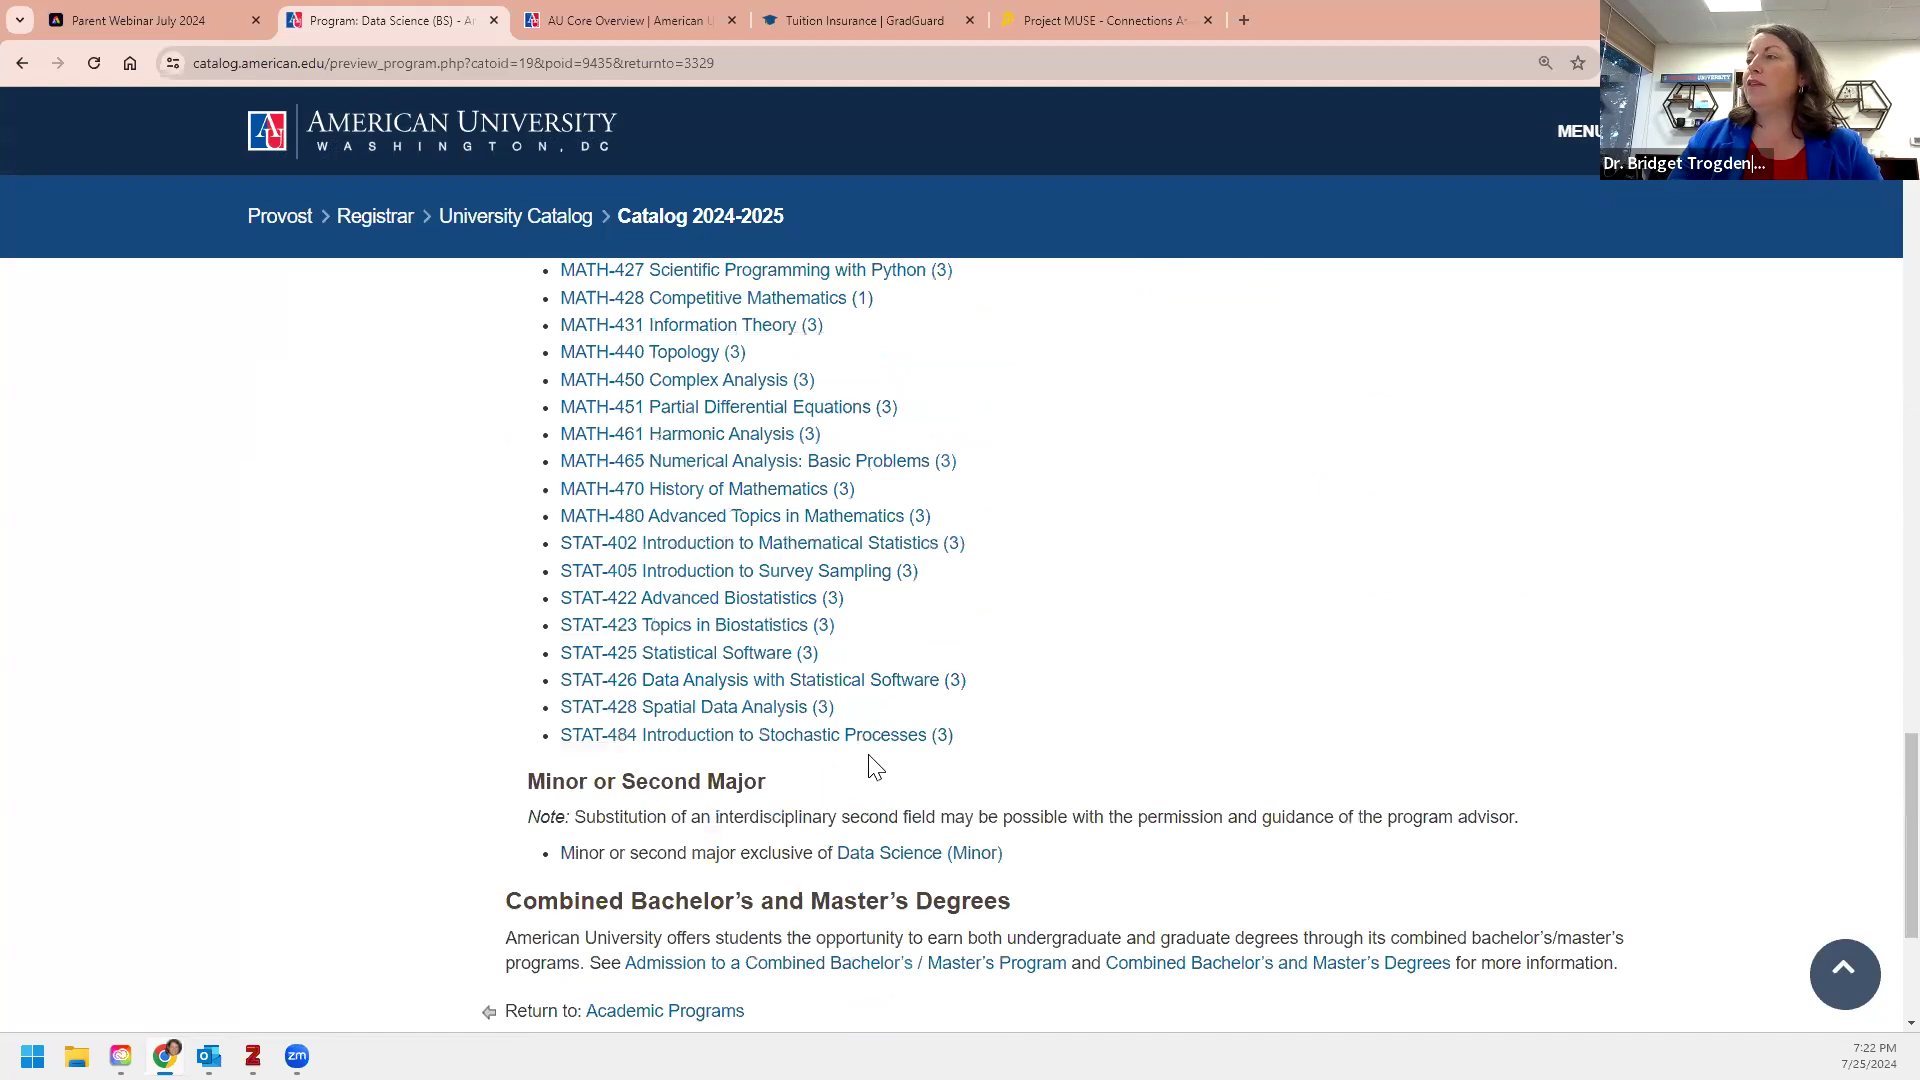 Parent Webinar July 2024
Program: Data Science (BS) - Ar
AU Core Overview | American U
Tuition Insurance | GradGuard
Project MUSE - Connections A
catalog.american.edu/preview_program.php?catoid=19&poid=9435&returnto=3329
AMERICAN UNIVERSITY
WASHINGTON, DC
MENU
Dr. Bridget Trogden|...
Provost > Registrar > University Catalog > Catalog 2024-2025
• MATH-427 Scientific Programming with Python (3)
• MATH-428 Competitive Mathematics (1)
• MATH-431 Information Theory (3)
• MATH-440 Topology (3)
• MATH-450 Complex Analysis (3)
• MATH-451 Partial Differential Equations (3)
• MATH-461 Harmonic Analysis (3)
• MATH-465 Numerical Analysis: Basic Problems (3)
• MATH-470 History of Mathematics (3)
• MATH-480 Advanced Topics in Mathematics (3)
• STAT-402 Introduction to Mathematical Statistics (3)
• STAT-405 Introduction to Survey Sampling (3)
• STAT-422 Advanced Biostatistics (3)
• STAT-423 Topics in Biostatistics (3)
• STAT-425 Statistical Software (3)
• STAT-426 Data Analysis with Statistical Software (3)
• STAT-428 Spatial Data Analysis (3)
• STAT-484 Introduction to Stochastic Processes (3)
Minor or Second Major
Note: Substitution of an interdisciplinary second field may be possible with the permission and guidance of the program advisor.
• Minor or second major exclusive of Data Science (Minor)
Combined Bachelor’s and Master’s Degrees
American University offers students the opportunity to earn both undergraduate and graduate degrees through its combined bachelor’s/master’s
programs. See Admission to a Combined Bachelor’s / Master’s Program and Combined Bachelor’s and Master’s Degrees for more information.
Return to: Academic Programs
zm
7:22 PM
7/25/2024